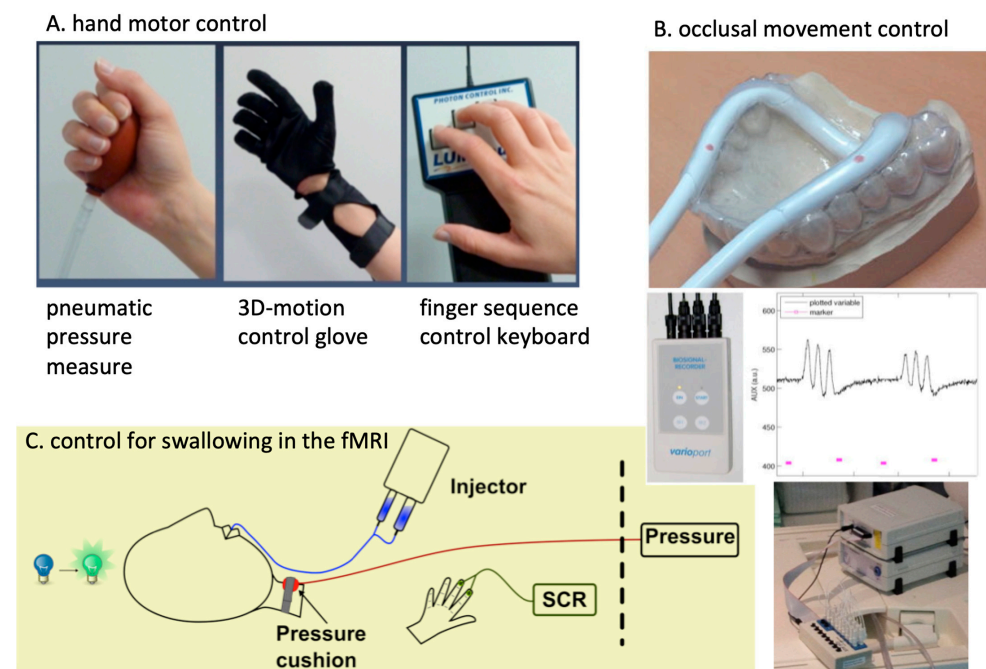 A. hand motor control
PHOTON CONTROL INC.
pneumatic
pressure
measure
3D-motion
control glove
finger sequence
control keyboard
B. occlusal movement control
BIOSIGNAL-
RECORDER
varioport
plotted variable
marker
600
550
500
450
400
AUX (a.u.)
C. control for swallowing in the fMRI
Injector
Pressure
SCR
Pressure
cushion